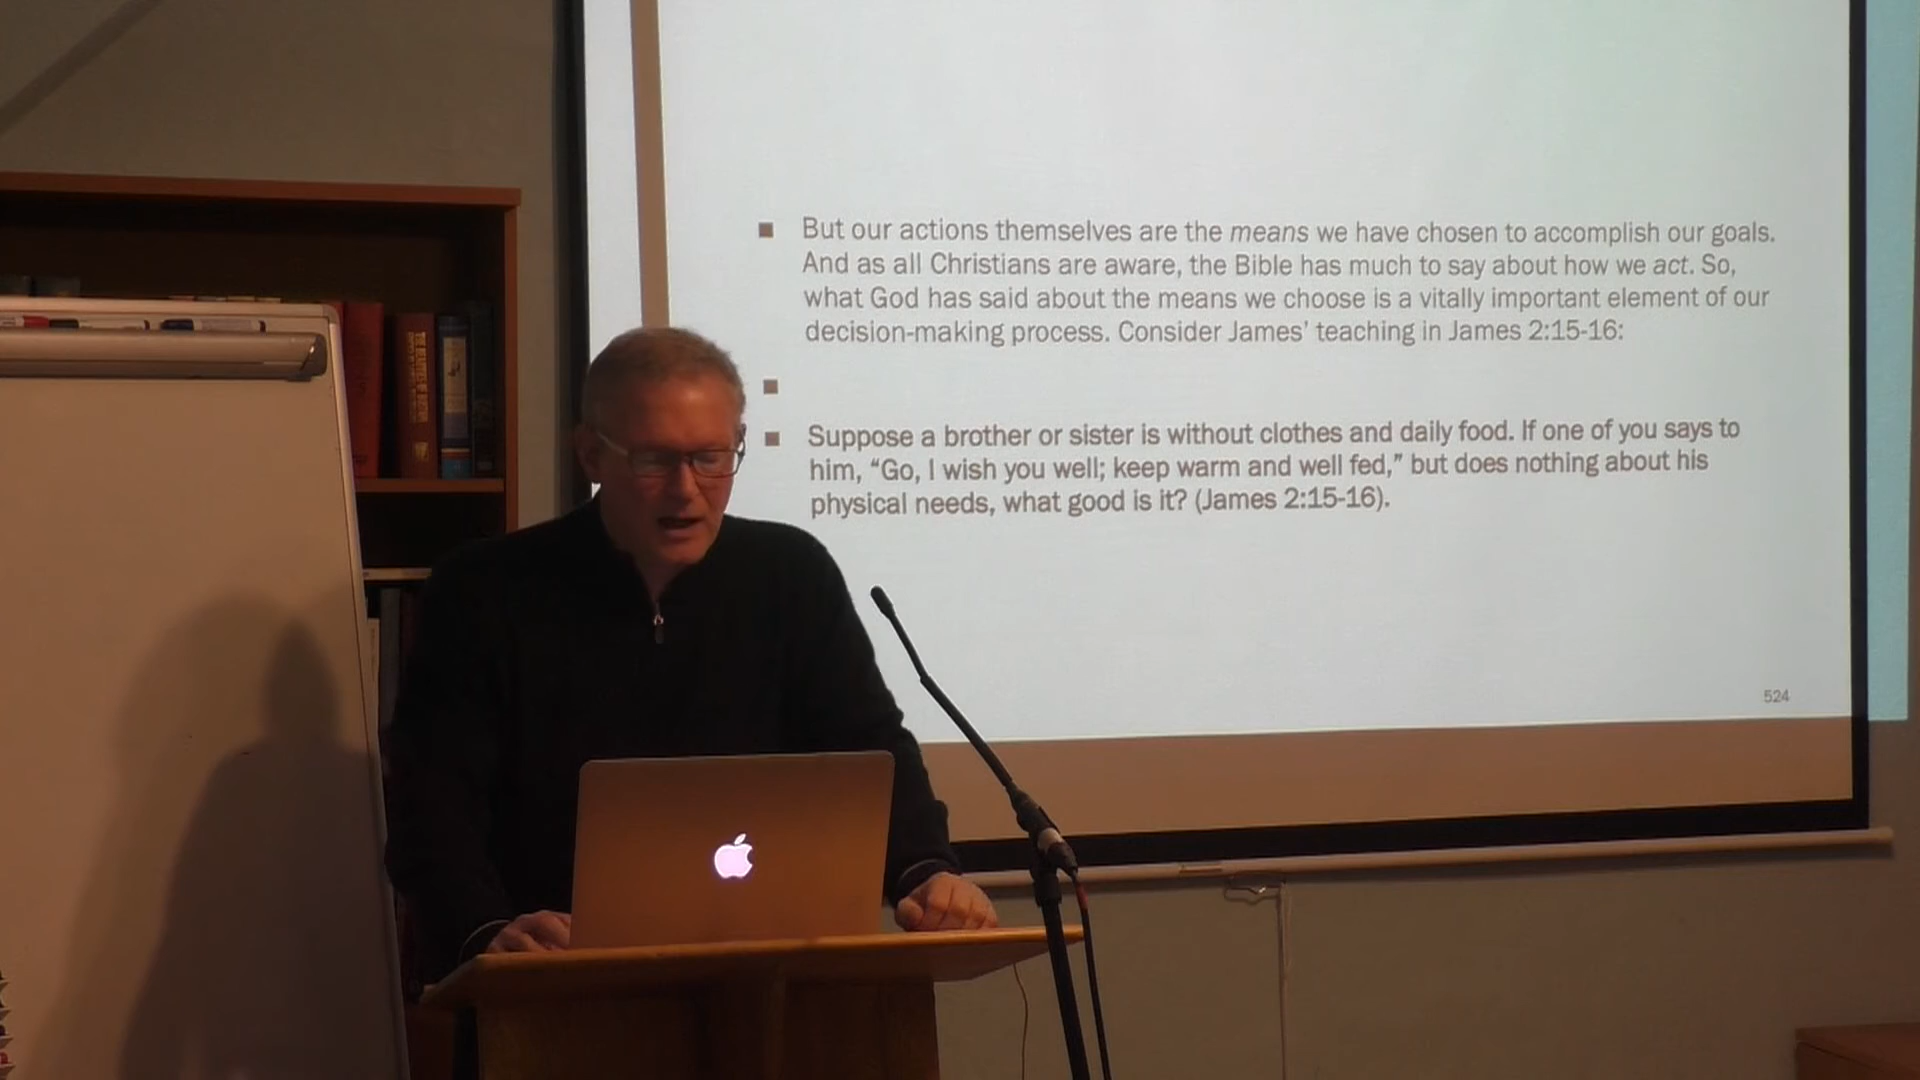 But our actions themselves are the means we have chosen to accomplish our goals.
And as all Christians are aware, the Bible has much to say about how we act. So,
what God has said about the means we choose is a vitally important element of our
decision-making process. Consider James' teaching in James 2:15-16:
Suppose a brother or sister is without clothes and daily food. If one of you says to
him, “Go, I wish you well; keep warm and well fed,” but does nothing about his
physical needs, what good is it? (James 2:15-16).
524